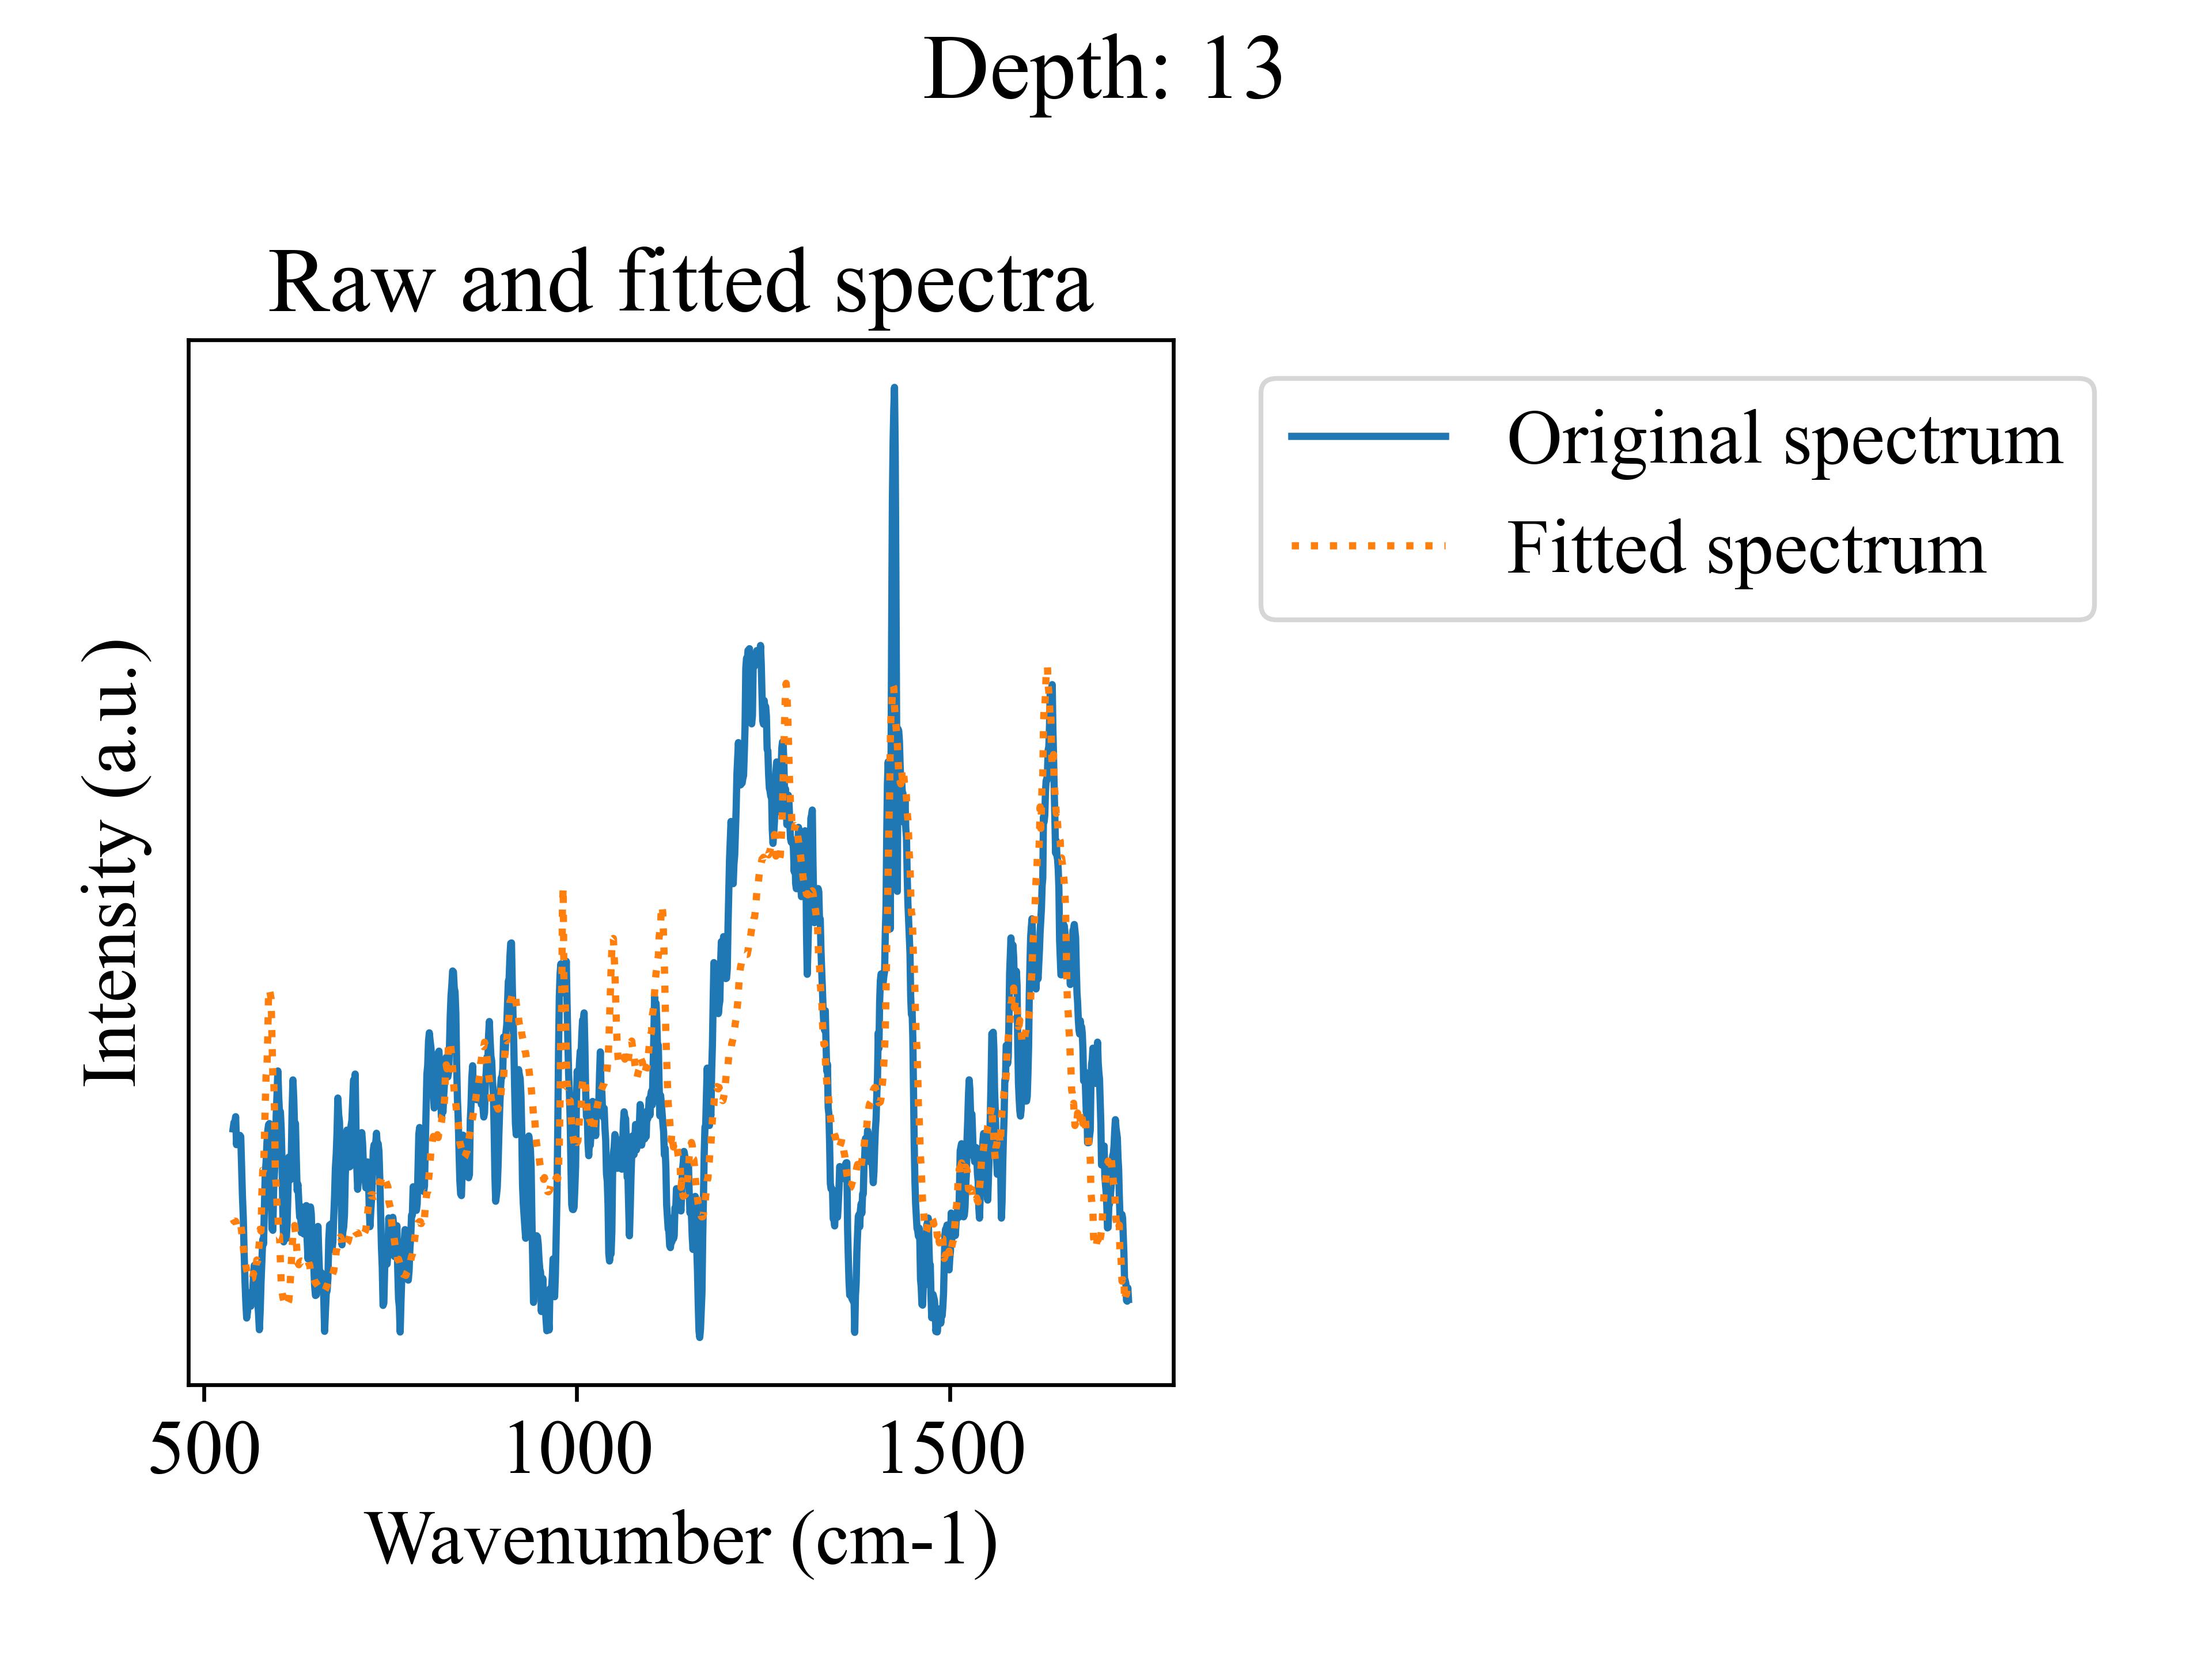 Depth: 13
Raw and fitted spectra
Original spectrum
Fitted spectrum
Intensity (a.u.)
500 1000 1500
Wavenumber (cm-1)